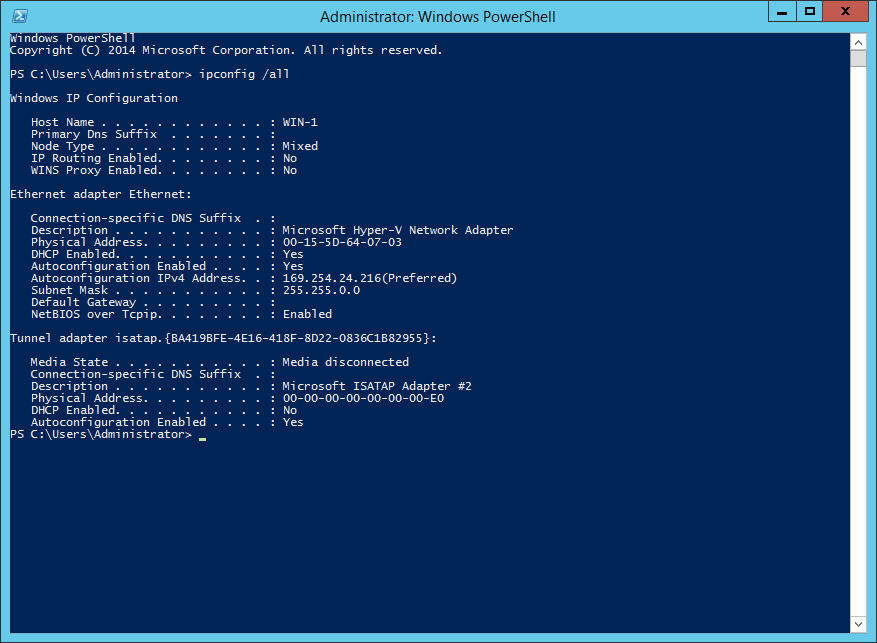 Administrator: Windows PowerShell
Windows PowerShell
Copyright (C) 2014 Microsoft Corporation. All rights reserved.
PS C:\Users\Administrator> ipconfig /all
Windows IP Configuration
   Host Name . . . . . . . . . . . . : WIN-1
   Primary Dns Suffix  . . . . . . . :
   Node Type . . . . . . . . . . . . : Mixed
   IP Routing Enabled. . . . . . . . : No
   WINS Proxy Enabled. . . . . . . . : No
Ethernet adapter Ethernet:
   Connection-specific DNS Suffix  . :
   Description . . . . . . . . . . . : Microsoft Hyper-V Network Adapter
   Physical Address. . . . . . . . . : 00-15-5D-64-07-03
   DHCP Enabled. . . . . . . . . . . : Yes
   Autoconfiguration Enabled . . . . : Yes
   Autoconfiguration IPv4 Address. . : 169.254.24.216(Preferred)
   Subnet Mask . . . . . . . . . . . : 255.255.0.0
   Default Gateway . . . . . . . . . :
   NetBIOS over Tcpip. . . . . . . . : Enabled
Tunnel adapter isatap.{BA419BFE-4E16-418F-8D22-0836C1B82955}:
   Media State . . . . . . . . . . . : Media disconnected
   Connection-specific DNS Suffix  . :
   Description . . . . . . . . . . . : Microsoft ISATAP Adapter #2
   Physical Address. . . . . . . . . : 00-00-00-00-00-00-00-E0
   DHCP Enabled. . . . . . . . . . . : No
   Autoconfiguration Enabled . . . . : Yes
PS C:\Users\Administrator> _